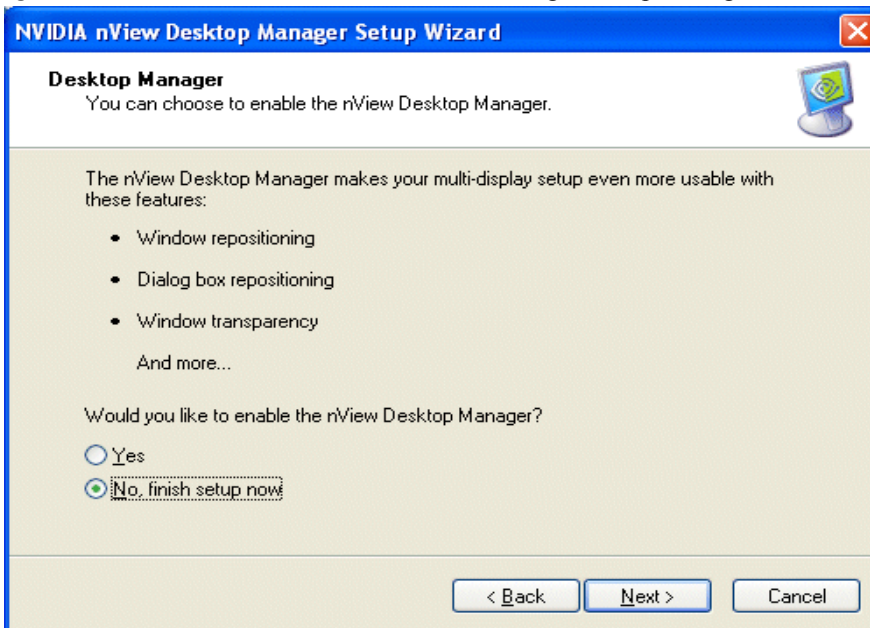 NVIDIA nView Desktop Manager Setup Wizard
Desktop Manager
You can choose to enable the nView Desktop Manager.
The nView Desktop Manager makes your multi-display setup even more usable with
these features:
• Window repositioning
• Dialog box repositioning
• Window transparency
And more...
Would you like to enable the nView Desktop Manager?
Yes
No, finish setup now
< Back
Next >
Cancel